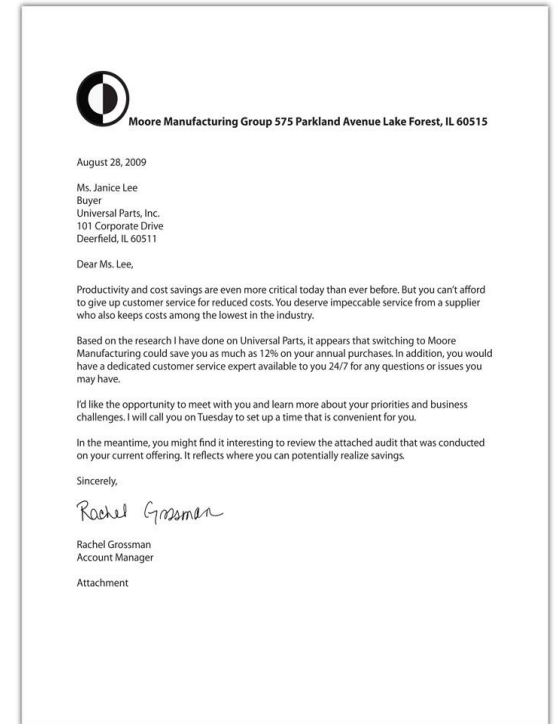 Moore Manufacturing Group 575 Parkland Avenue Lake Forest, IL 60515
August 28, 2009
Ms. Janice Lee
Buyer
Universal Parts, Inc.
101 Corporate Drive
Deerfield, IL 60511
Dear Ms. Lee,
Productivity and cost savings are even more critical today than ever before. But you can’t afford
to give up customer service for reduced costs. You deserve impeccable service from a supplier
who also keeps costs among the lowest in the industry.
Based on the research I have done on Universal Parts, it appears that switching to Moore
Manufacturing could save you as much as 12% on your annual purchases. In addition, you would
have a dedicated customer service expert available to you 24/7 for any questions or issues you
may have.
I’d like the opportunity to meet with you and learn more about your priorities and business
challenges. I will call you on Tuesday to set up a time that is convenient for you.
In the meantime, you might find it interesting to review the attached audit that was conducted
on your current offering. It reflects where you can potentially realize savings.
Sincerely,
Rachel Grossman
Rachel Grossman
Account Manager
Attachment